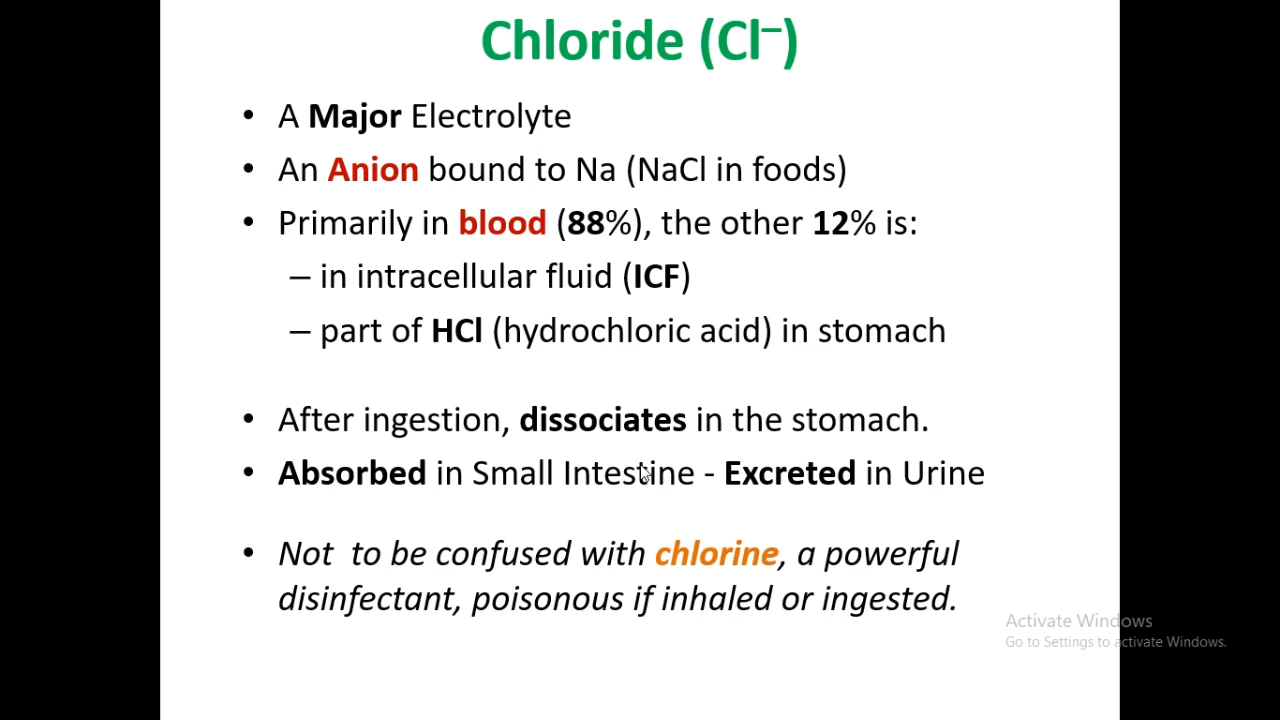 Chloride (Cl⁻)
• A Major Electrolyte
• An Anion bound to Na (NaCl in foods)
• Primarily in blood (88%), the other 12% is:
– in intracellular fluid (ICF)
– part of HCl (hydrochloric acid) in stomach
• After ingestion, dissociates in the stomach.
• Absorbed in Small Intestine - Excreted in Urine
• Not  to be confused with chlorine, a powerful
disinfectant, poisonous if inhaled or ingested.
Activate Windows
Go to Settings to activate Windows.